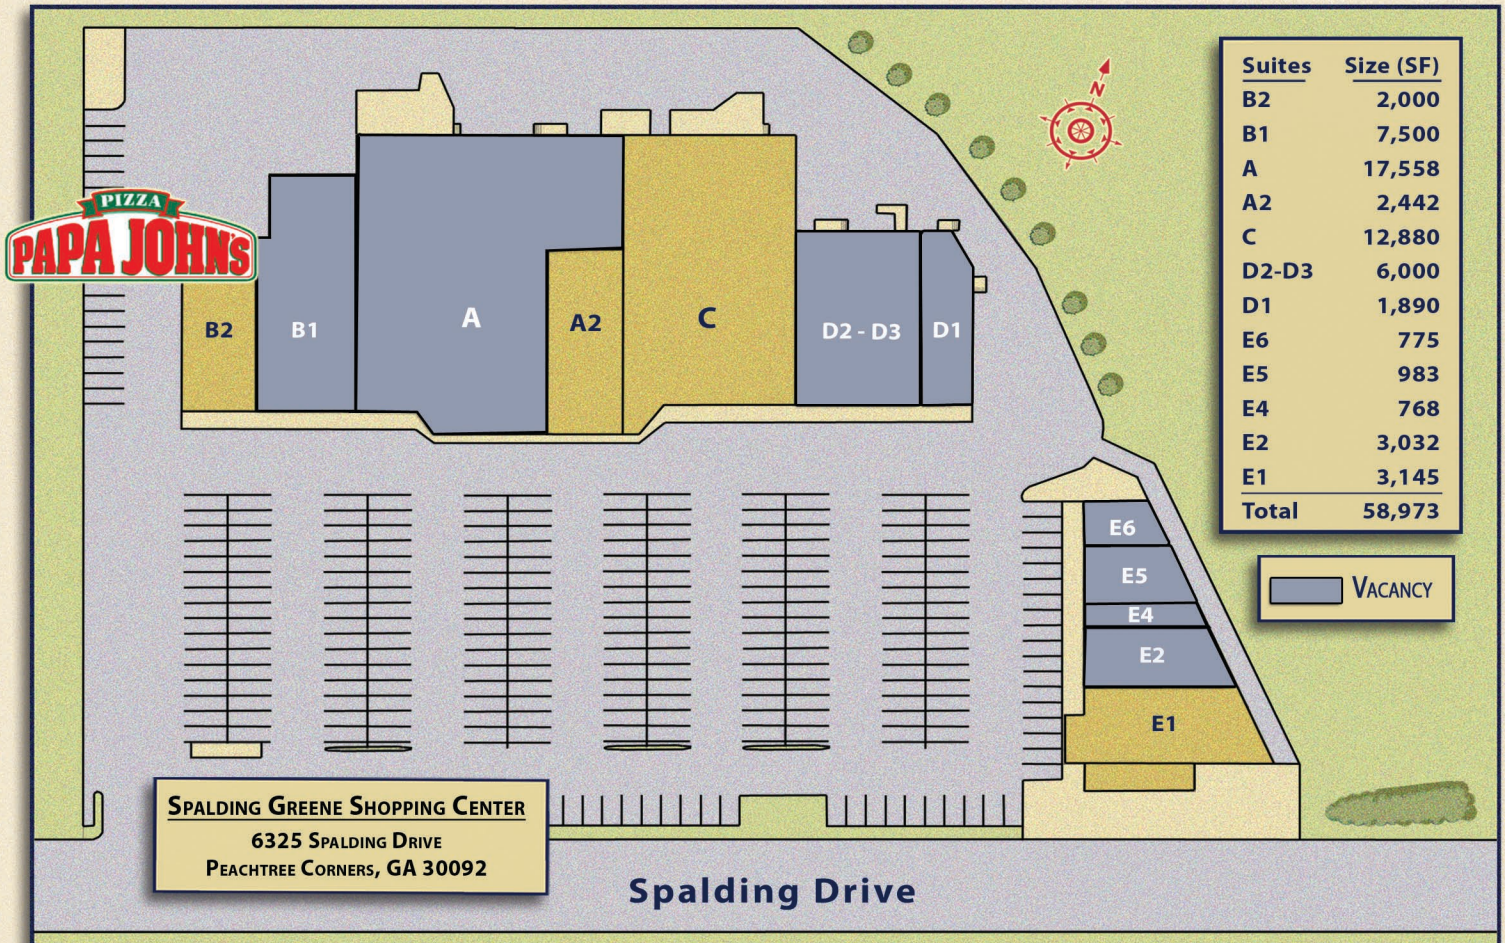 Suites Size (SF)
B2 2,000
B1 7,500
A 17,558
A2 2,442
C 12,880
D2-D3 6,000
D1 1,890
E6 775
E5 983
E4 768
E2 3,032
E1 3,145
Total 58,973
N
PIZZA
PAPA JOHN'S
B2
B1
A
A2
C
D2 - D3
D1
E6
E5
E4
E2
E1
VACANCY
SPALDING GREENE SHOPPING CENTER
6325 SPALDING DRIVE
PEACHTREE CORNERS, GA 30092
Spalding Drive